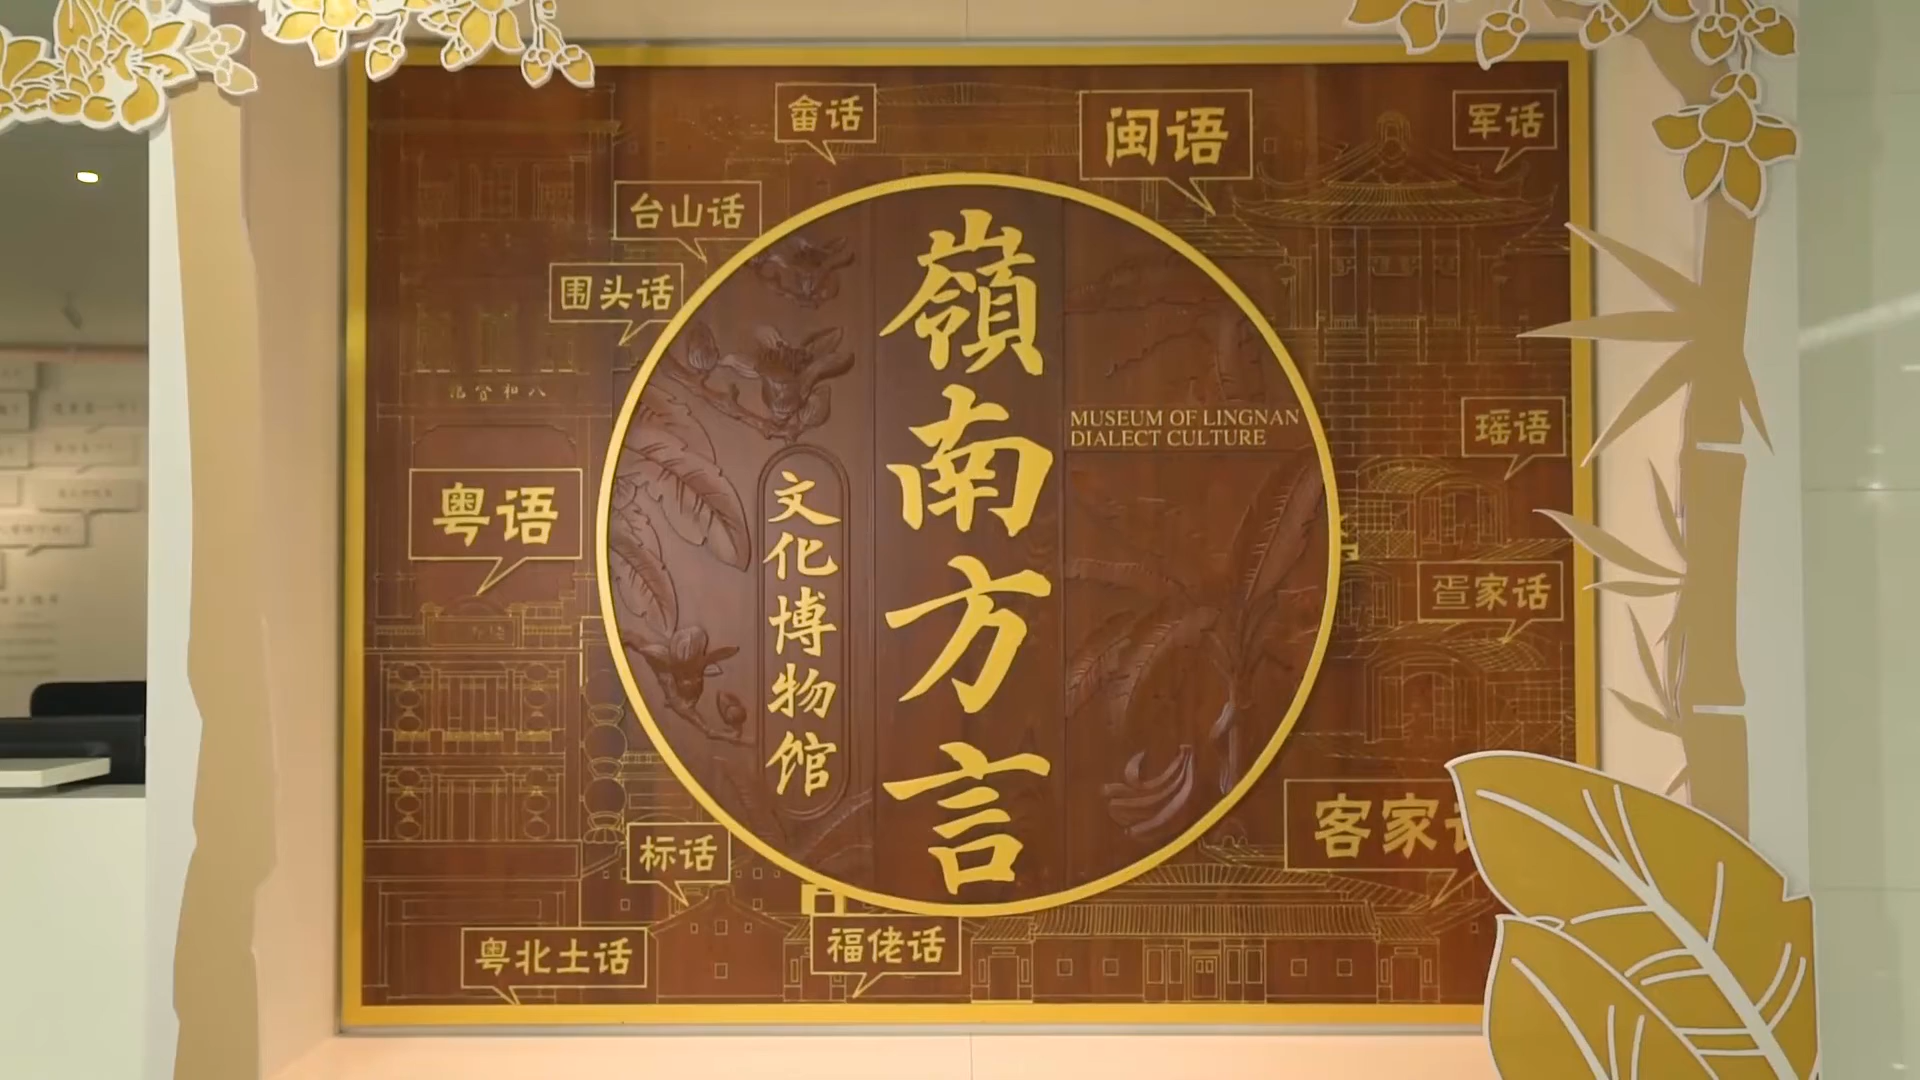 畲话
闽语
军话
台山话
围头话
嶺南方言
文化博物馆
MUSEUM OF LINGNAN
DIALECT CULTURE
瑶语
粤语
疍家话
客家
标话
粤北土话
福佬话